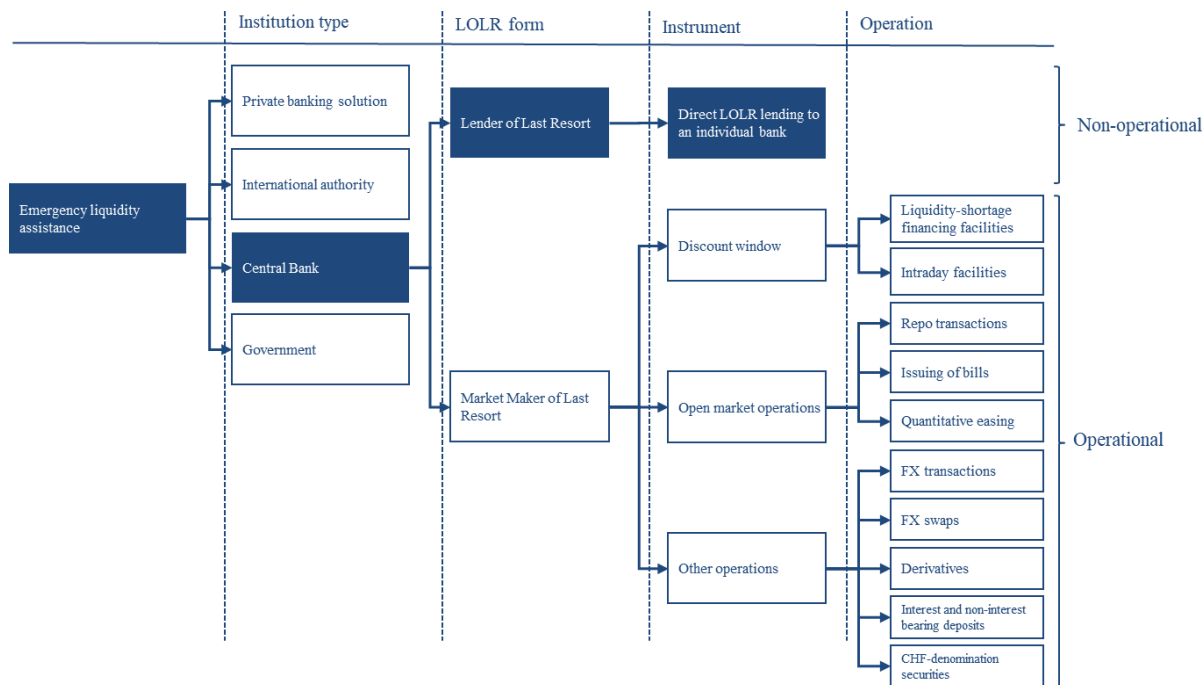 Institution type
LOLR form
Instrument
Operation
Emergency liquidity
assistance
Private banking solution
International authority
Central Bank
Government
Lender of Last Resort
Market Maker of Last
Resort
Direct LOLR lending to
an individual bank
Discount window
Open market operations
Other operations
Liquidity-shortage
financing facilities
Intraday facilities
Repo transactions
Issuing of bills
Quantitative easing
FX transactions
FX swaps
Derivatives
Interest and non-interest
bearing deposits
CHF-denomination
securities
Non-operational
Operational